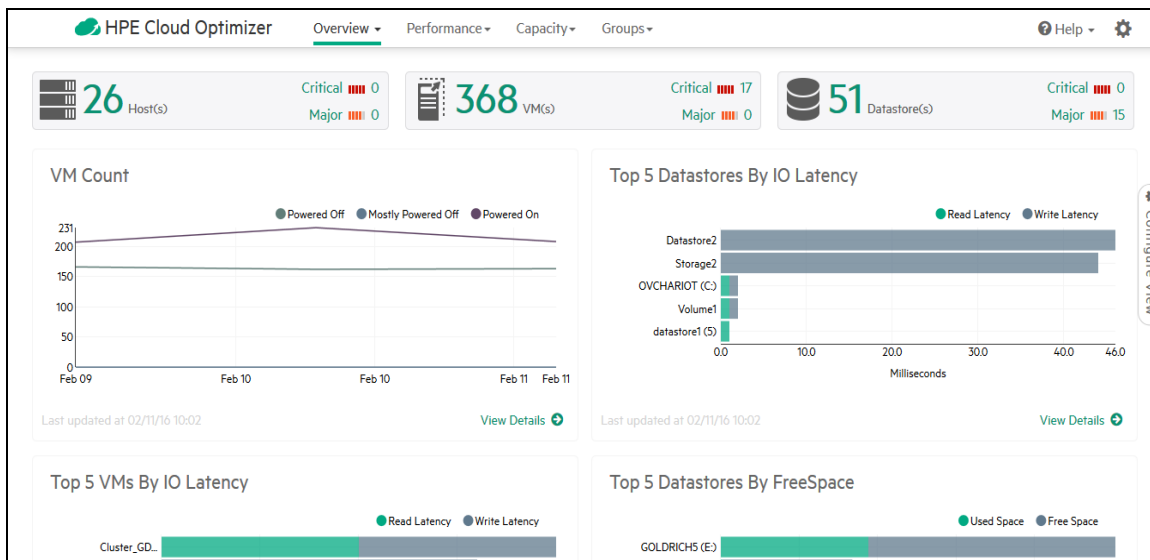 HPE Cloud Optimizer Overview Performance Capacity Groups Help
26 Host(s) Critical 0 Major 0
368 VM(s) Critical 17 Major 0
51 Datastore(s) Critical 0 Major 15
Configure View
VM Count
Powered Off Mostly Powered Off Powered On
231
200
150
100
50
0
Feb 09 Feb 10 Feb 10 Feb 11 Feb 11
Last updated at 02/11/16 10:02 View Details
Top 5 Datastores By IO Latency
Read Latency Write Latency
Datastore2
Storage2
OVCHARIOT (C:)
Volume1
datastore1 (5)
0.0 10.0 20.0 30.0 40.0 46.0
Milliseconds
Last updated at 02/11/16 10:02 View Details
Top 5 VMs By IO Latency
Read Latency Write Latency
Cluster_GD...
Top 5 Datastores By FreeSpace
Used Space Free Space
GOLDRICH5 (E:)